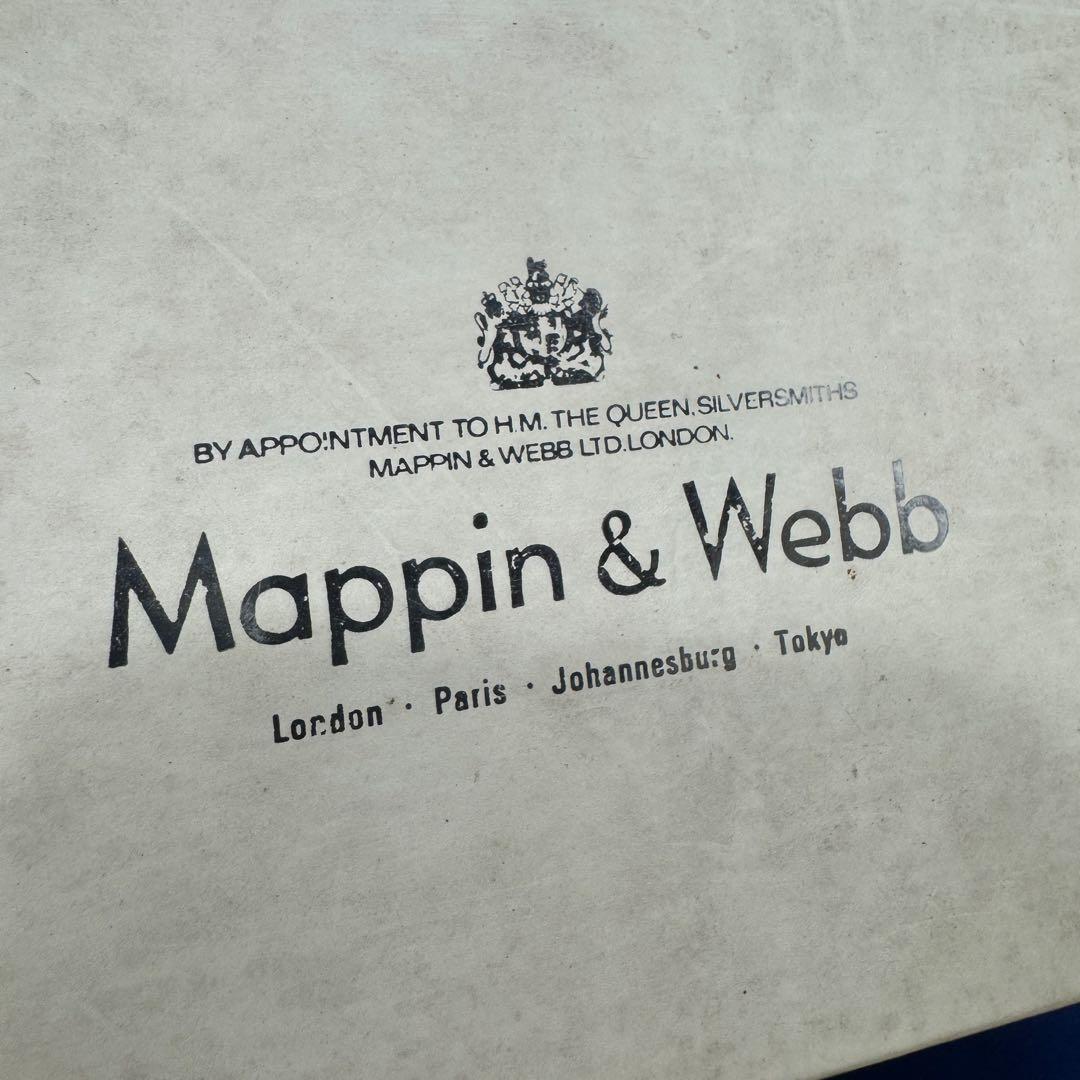 BY APPOINTMENT TO H.M. THE QUEEN. SILVERSMITHS
MAPPIN & WEBB LTD. LONDON.
Mappin & Webb
London · Paris · Johannesburg · Tokyo